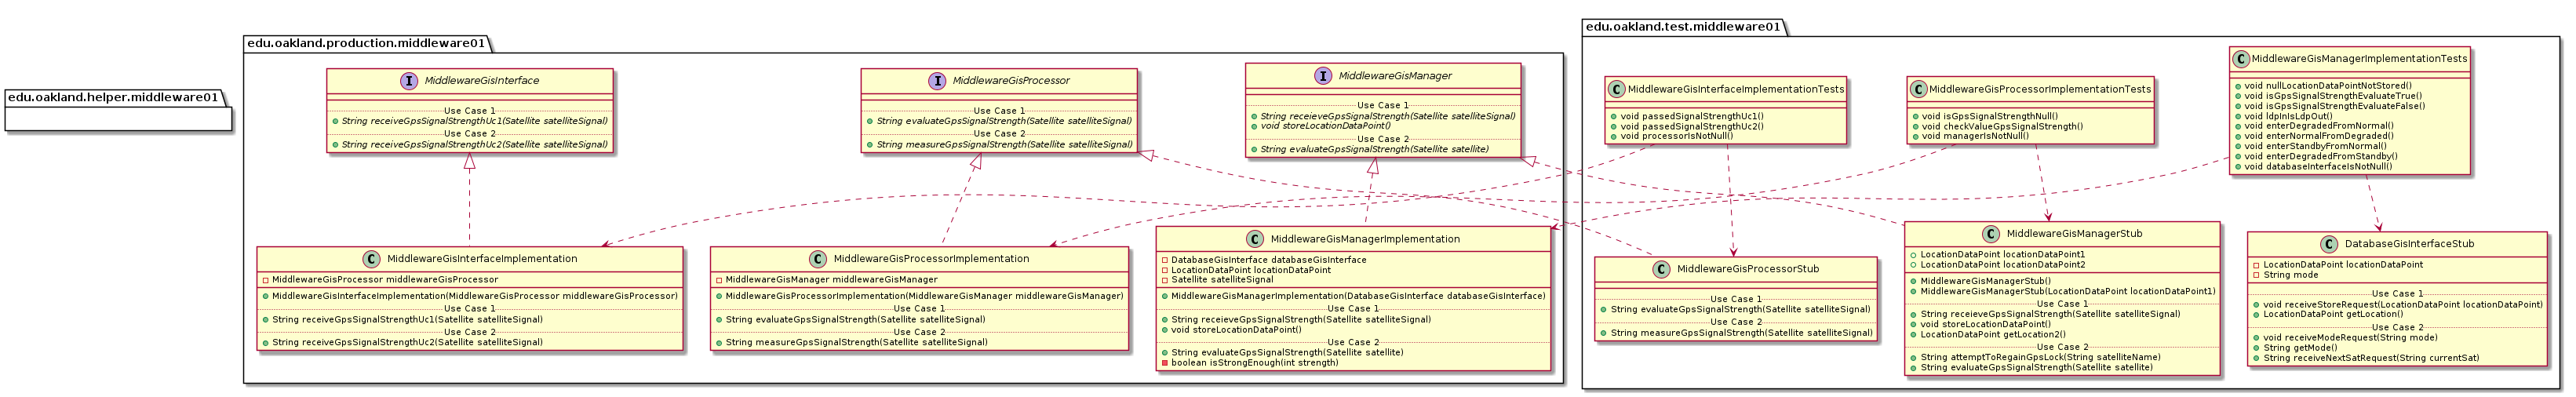 edu.oakland.helper.middleware01
edu.oakland.production.middleware01
I MiddlewareGisInterface
Use Case 1
String receiveGpsSignalStrengthUc1(Satellite satelliteSignal)
Use Case 2
String receiveGpsSignalStrengthUc2(Satellite satelliteSignal)
I MiddlewareGisProcessor
Use Case 1
String evaluateGpsSignalStrength(Satellite satelliteSignal)
Use Case 2
String measureGpsSignalStrength(Satellite satelliteSignal)
I MiddlewareGisManager
Use Case 1
String receieveGpsSignalStrength(Satellite satelliteSignal)
void storeLocationDataPoint()
Use Case 2
String evaluateGpsSignalStrength(Satellite satellite)
C MiddlewareGisInterfaceImplementation
MiddlewareGisProcessor middlewareGisProcessor
MiddlewareGisInterfaceImplementation(MiddlewareGisProcessor middlewareGisProcessor)
Use Case 1
String receiveGpsSignalStrengthUc1(Satellite satelliteSignal)
Use Case 2
String receiveGpsSignalStrengthUc2(Satellite satelliteSignal)
C MiddlewareGisProcessorImplementation
MiddlewareGisManager middlewareGisManager
MiddlewareGisProcessorImplementation(MiddlewareGisManager middlewareGisManager)
Use Case 1
String evaluateGpsSignalStrength(Satellite satelliteSignal)
Use Case 2
String measureGpsSignalStrength(Satellite satelliteSignal)
C MiddlewareGisManagerImplementation
DatabaseGisInterface databaseGisInterface
LocationDataPoint locationDataPoint
Satellite satelliteSignal
MiddlewareGisManagerImplementation(DatabaseGisInterface databaseGisInterface)
Use Case 1
String receieveGpsSignalStrength(Satellite satelliteSignal)
void storeLocationDataPoint()
Use Case 2
String evaluateGpsSignalStrength(Satellite satellite)
boolean isStrongEnough(int strength)
edu.oakland.test.middleware01
C MiddlewareGisInterfaceImplementationTests
void passedSignalStrengthUc1()
void passedSignalStrengthUc2()
void processorIsNotNull()
C MiddlewareGisProcessorImplementationTests
void isGpsSignalStrengthNull()
void checkValueGpsSignalStrength()
void managerIsNotNull()
C MiddlewareGisManagerImplementationTests
void nullLocationDataPointNotStored()
void isGpsSignalStrengthEvaluateTrue()
void isGpsSignalStrengthEvaluateFalse()
void ldpInIsLdpOut()
void enterDegradedFromNormal()
void enterNormalFromDegraded()
void enterStandbyFromNormal()
void enterDegradedFromStandby()
void databaseInterfaceIsNotNull()
C MiddlewareGisProcessorStub
Use Case 1
String evaluateGpsSignalStrength(Satellite satelliteSignal)
Use Case 2
String measureGpsSignalStrength(Satellite satelliteSignal)
C MiddlewareGisManagerStub
LocationDataPoint locationDataPoint1
LocationDataPoint locationDataPoint2
MiddlewareGisManagerStub()
MiddlewareGisManagerStub(LocationDataPoint locationDataPoint1)
Use Case 1
String receieveGpsSignalStrength(Satellite satelliteSignal)
void storeLocationDataPoint()
LocationDataPoint getLocation2()
Use Case 2
String attemptToRegainGpsLock(String satelliteName)
String evaluateGpsSignalStrength(Satellite satellite)
C DatabaseGisInterfaceStub
LocationDataPoint locationDataPoint
String mode
Use Case 1
void receiveStoreRequest(LocationDataPoint locationDataPoint)
LocationDataPoint getLocation()
Use Case 2
void receiveModeRequest(String mode)
String getMode()
String receiveNextSatRequest(String currentSat)